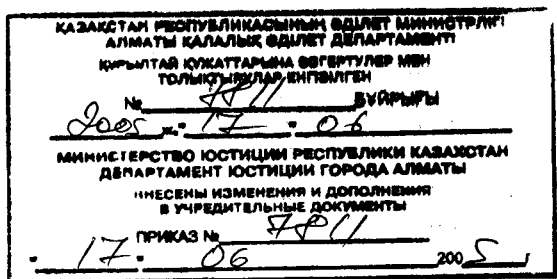 ҚАЗАҚСТАН РЕСПУБЛИКАСЫНЫҢ ӘДІЛЕТ МИНИСТРЛІГІ
АЛМАТЫ ҚАЛАЛЫҚ ӘДІЛЕТ ДЕПАРТАМЕНТІ
ҚҰРЫЛТАЙ ҚҰЖАТТАРЫНА ӨЗГЕРТУЛЕР МЕН
ТОЛЫҚТЫРУЛАР ЕНГІЗІЛГЕН
№ 7811 БҰЙРЫҒЫ
2005 ж. " 17 " 06
МИНИСТЕРСТВО ЮСТИЦИИ РЕСПУБЛИКИ КАЗАХСТАН
ДЕПАРТАМЕНТ ЮСТИЦИИ ГОРОДА АЛМАТЫ
ВНЕСЕНЫ ИЗМЕНЕНИЯ И ДОПОЛНЕНИЯ
В УЧРЕДИТЕЛЬНЫЕ ДОКУМЕНТЫ
ПРИКАЗ № 7811
" 17 " 06 2005 г.